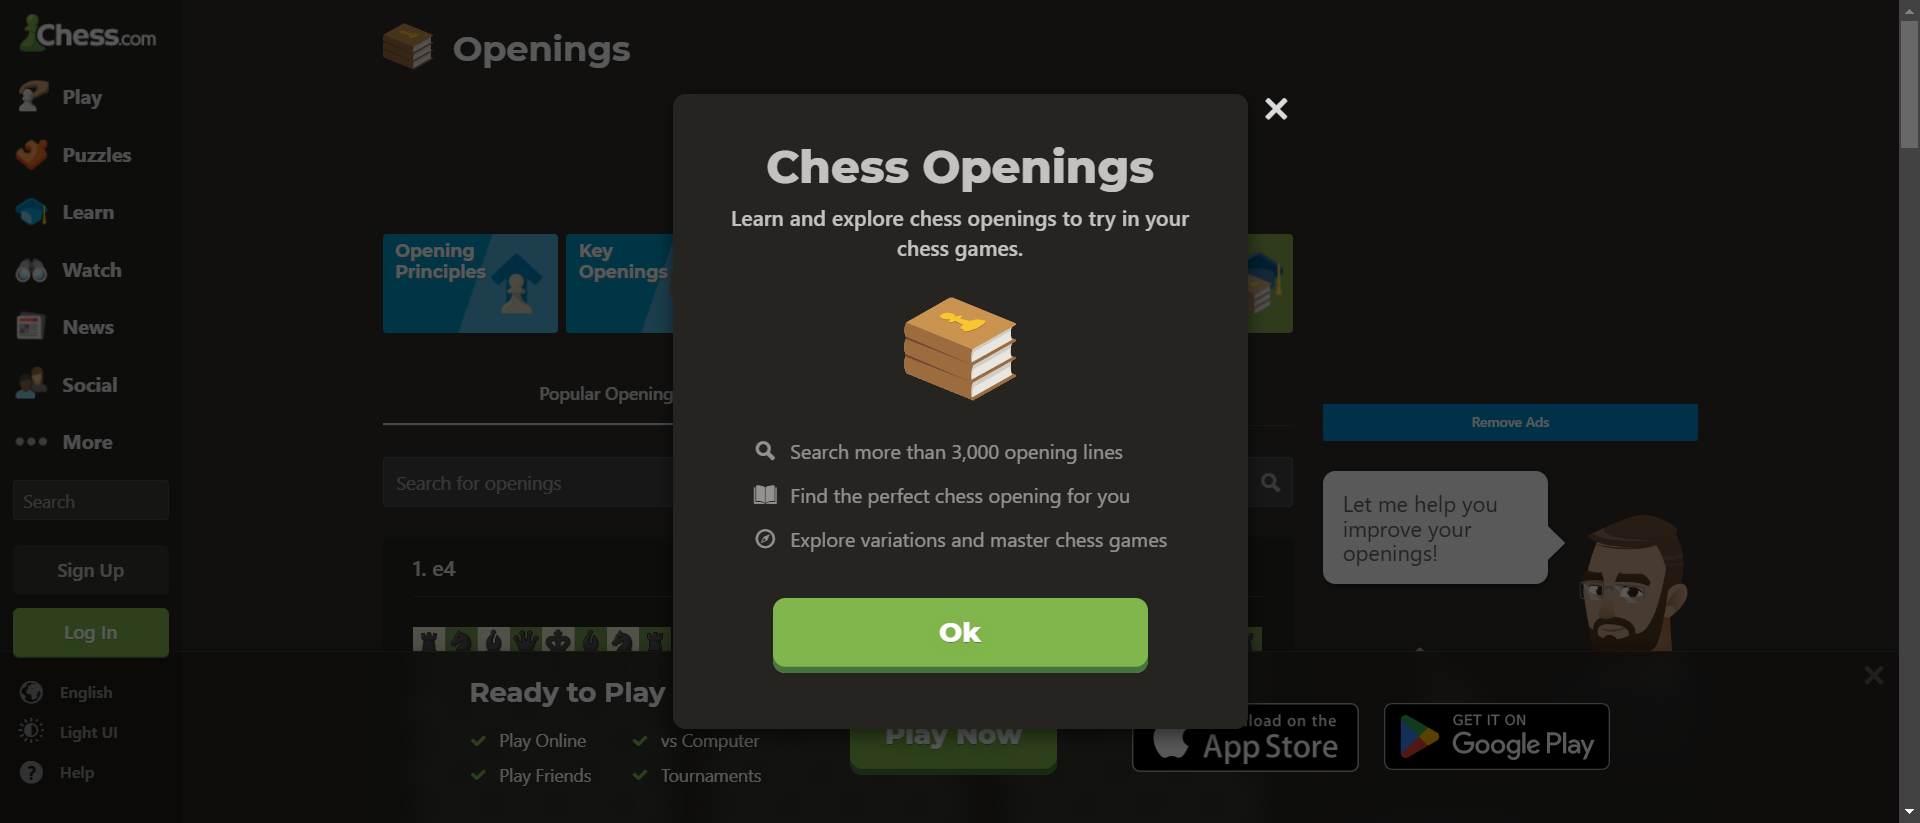 Chess.com
Play
Puzzles
Learn
Watch
News
Social
More
Search
Sign Up
Log In
English
Light UI
Help
Openings
Opening
Principles
Key
Openings
Popular Opening
Search for openings
1. e4
Chess Openings
Learn and explore chess openings to try in your
chess games.
Search more than 3,000 opening lines
Find the perfect chess opening for you
Explore variations and master chess games
Ok
Remove Ads
Let me help you
improve your
openings!
Ready to Play
Play Online
vs Computer
Play Friends
Tournaments
Play Now
load on the
App Store
GET IT ON
Google Play